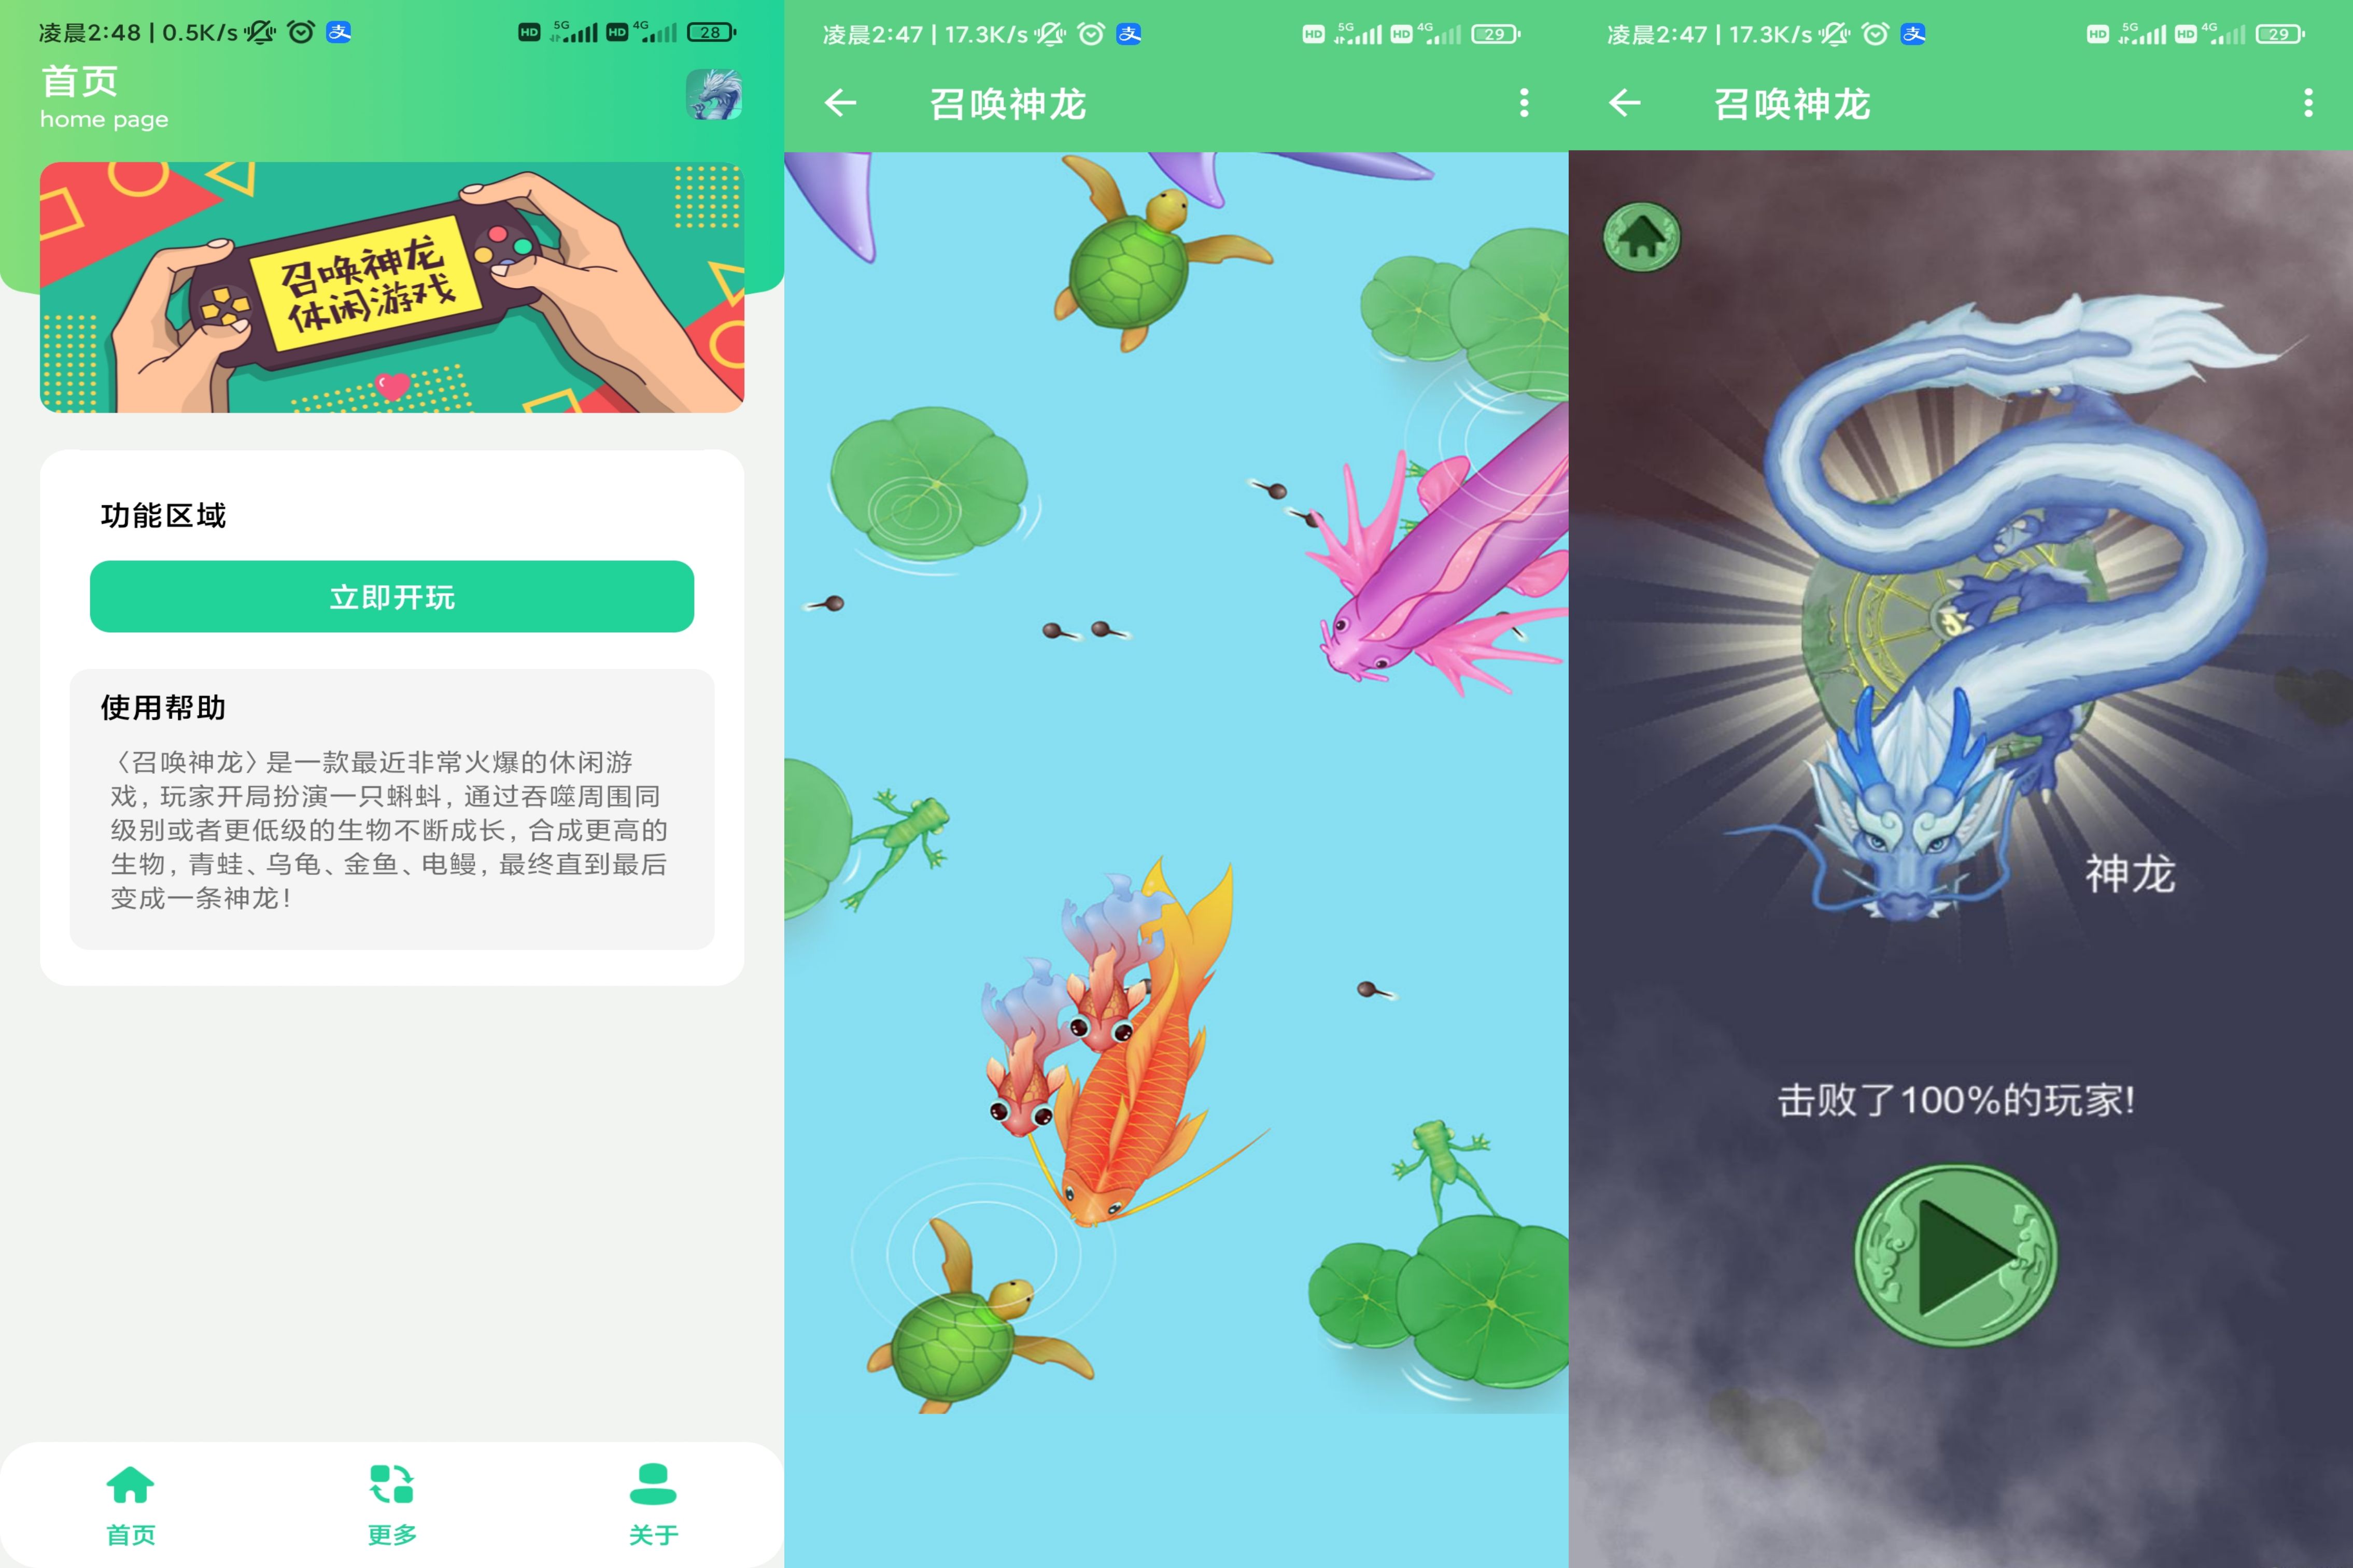 凌晨2:48 | 0.5K/s
HD 5G HD 4G 28
首页
home page
召唤神龙
休闲游戏
功能区域
立即开玩
使用帮助
〈召唤神龙〉是一款最近非常火爆的休闲游
戏, 玩家开局扮演一只蝌蚪, 通过吞噬周围同
级别或者更低级的生物不断成长, 合成更高的
生物, 青蛙、乌龟、金鱼、电鳗, 最终直到最后
变成一条神龙!
首页
更多
关于
凌晨2:47 | 17.3K/s 支
HD 5G HD 4G 29
召唤神龙
凌晨2:47 | 17.3K/s 支
HD 5G HD 4G 29
召唤神龙
神龙
击败了100%的玩家!